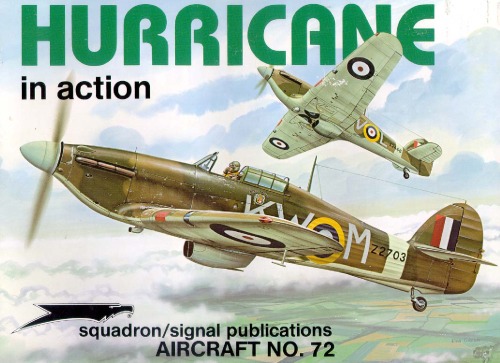 HURRICANE
in action
KW M
Z2703
squadron/signal publications
AIRCRAFT NO. 72